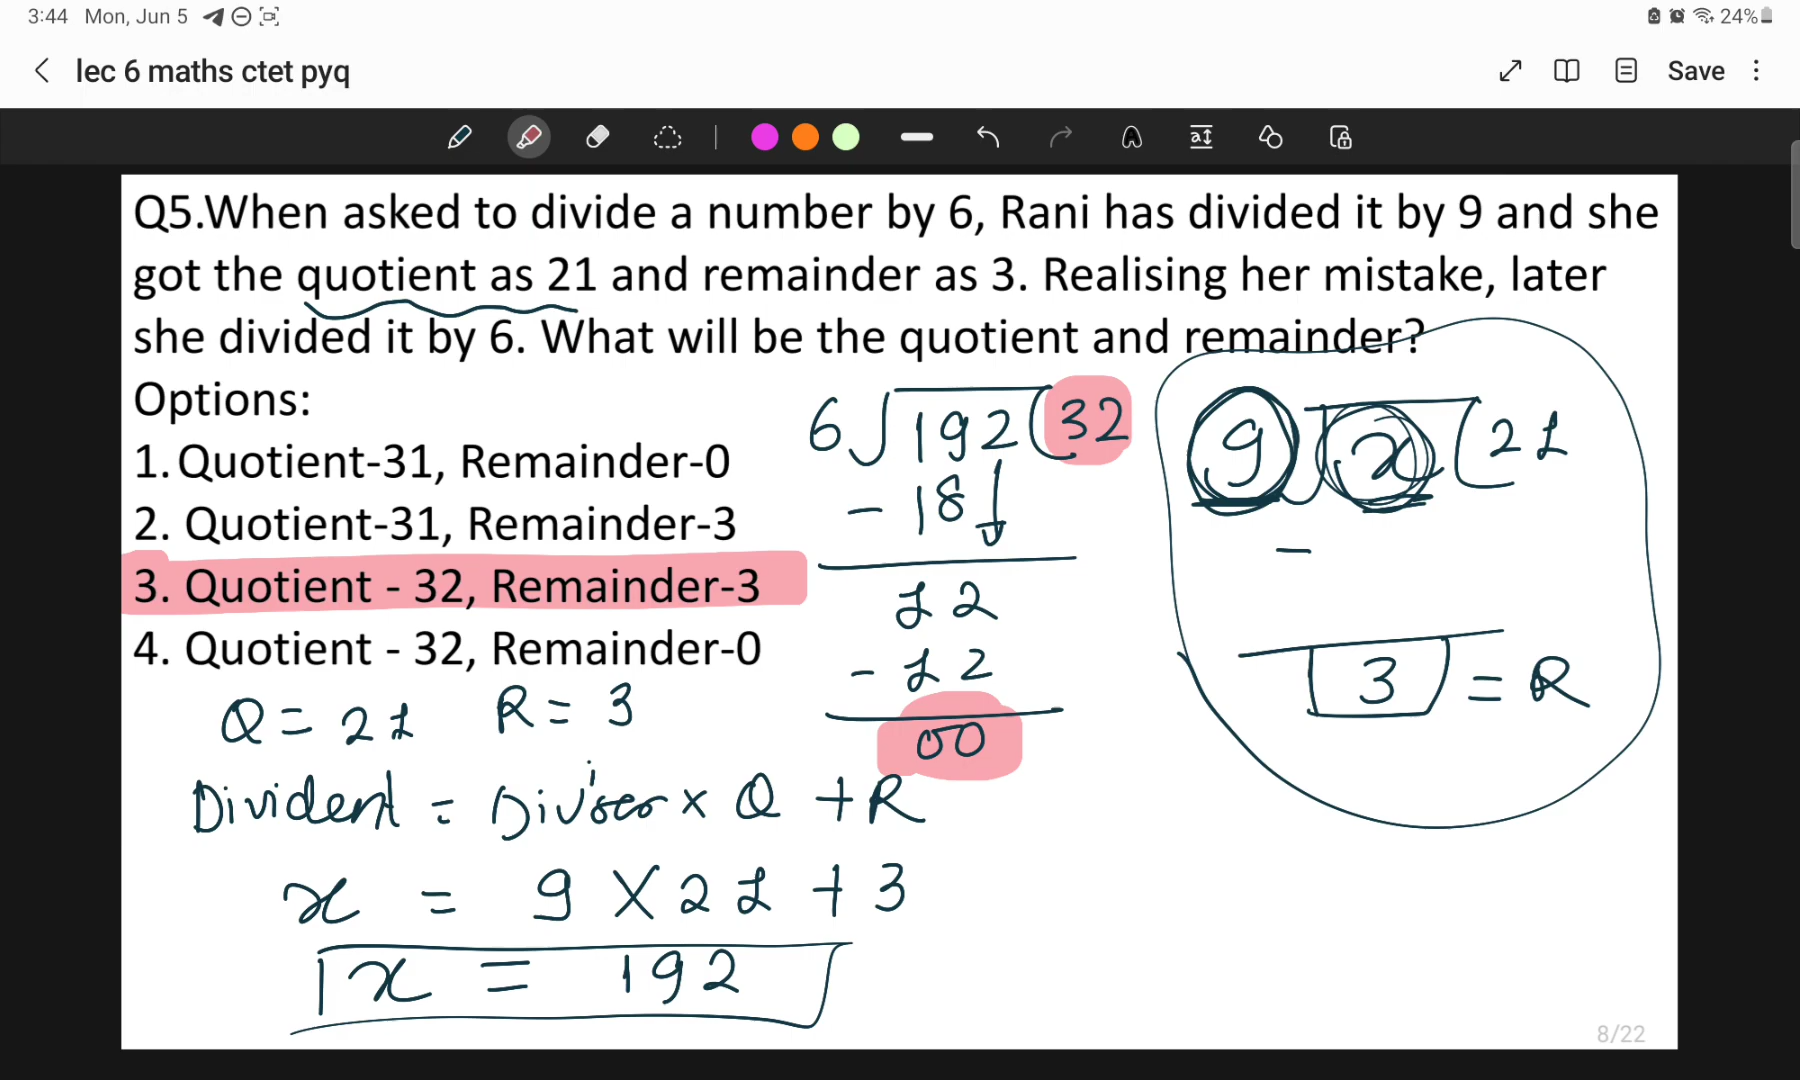 3:44 Mon, Jun 5
24%
lec 6 maths ctet pyq
Save
Q5.When asked to divide a number by 6, Rani has divided it by 9 and she
got the quotient as 21 and remainder as 3. Realising her mistake, later
she divided it by 6. What will be the quotient and remainder?
Options:
1. Quotient-31, Remainder-0
2. Quotient-31, Remainder-3
3. Quotient - 32, Remainder-3
4. Quotient - 32, Remainder-0
6 192 32
- 18
12
- 12
00
9 x 21
-
3 = R
Q = 21 R = 3
Divident = Divisor x Q + R
x = 9 X 21 + 3
x = 192
8/22